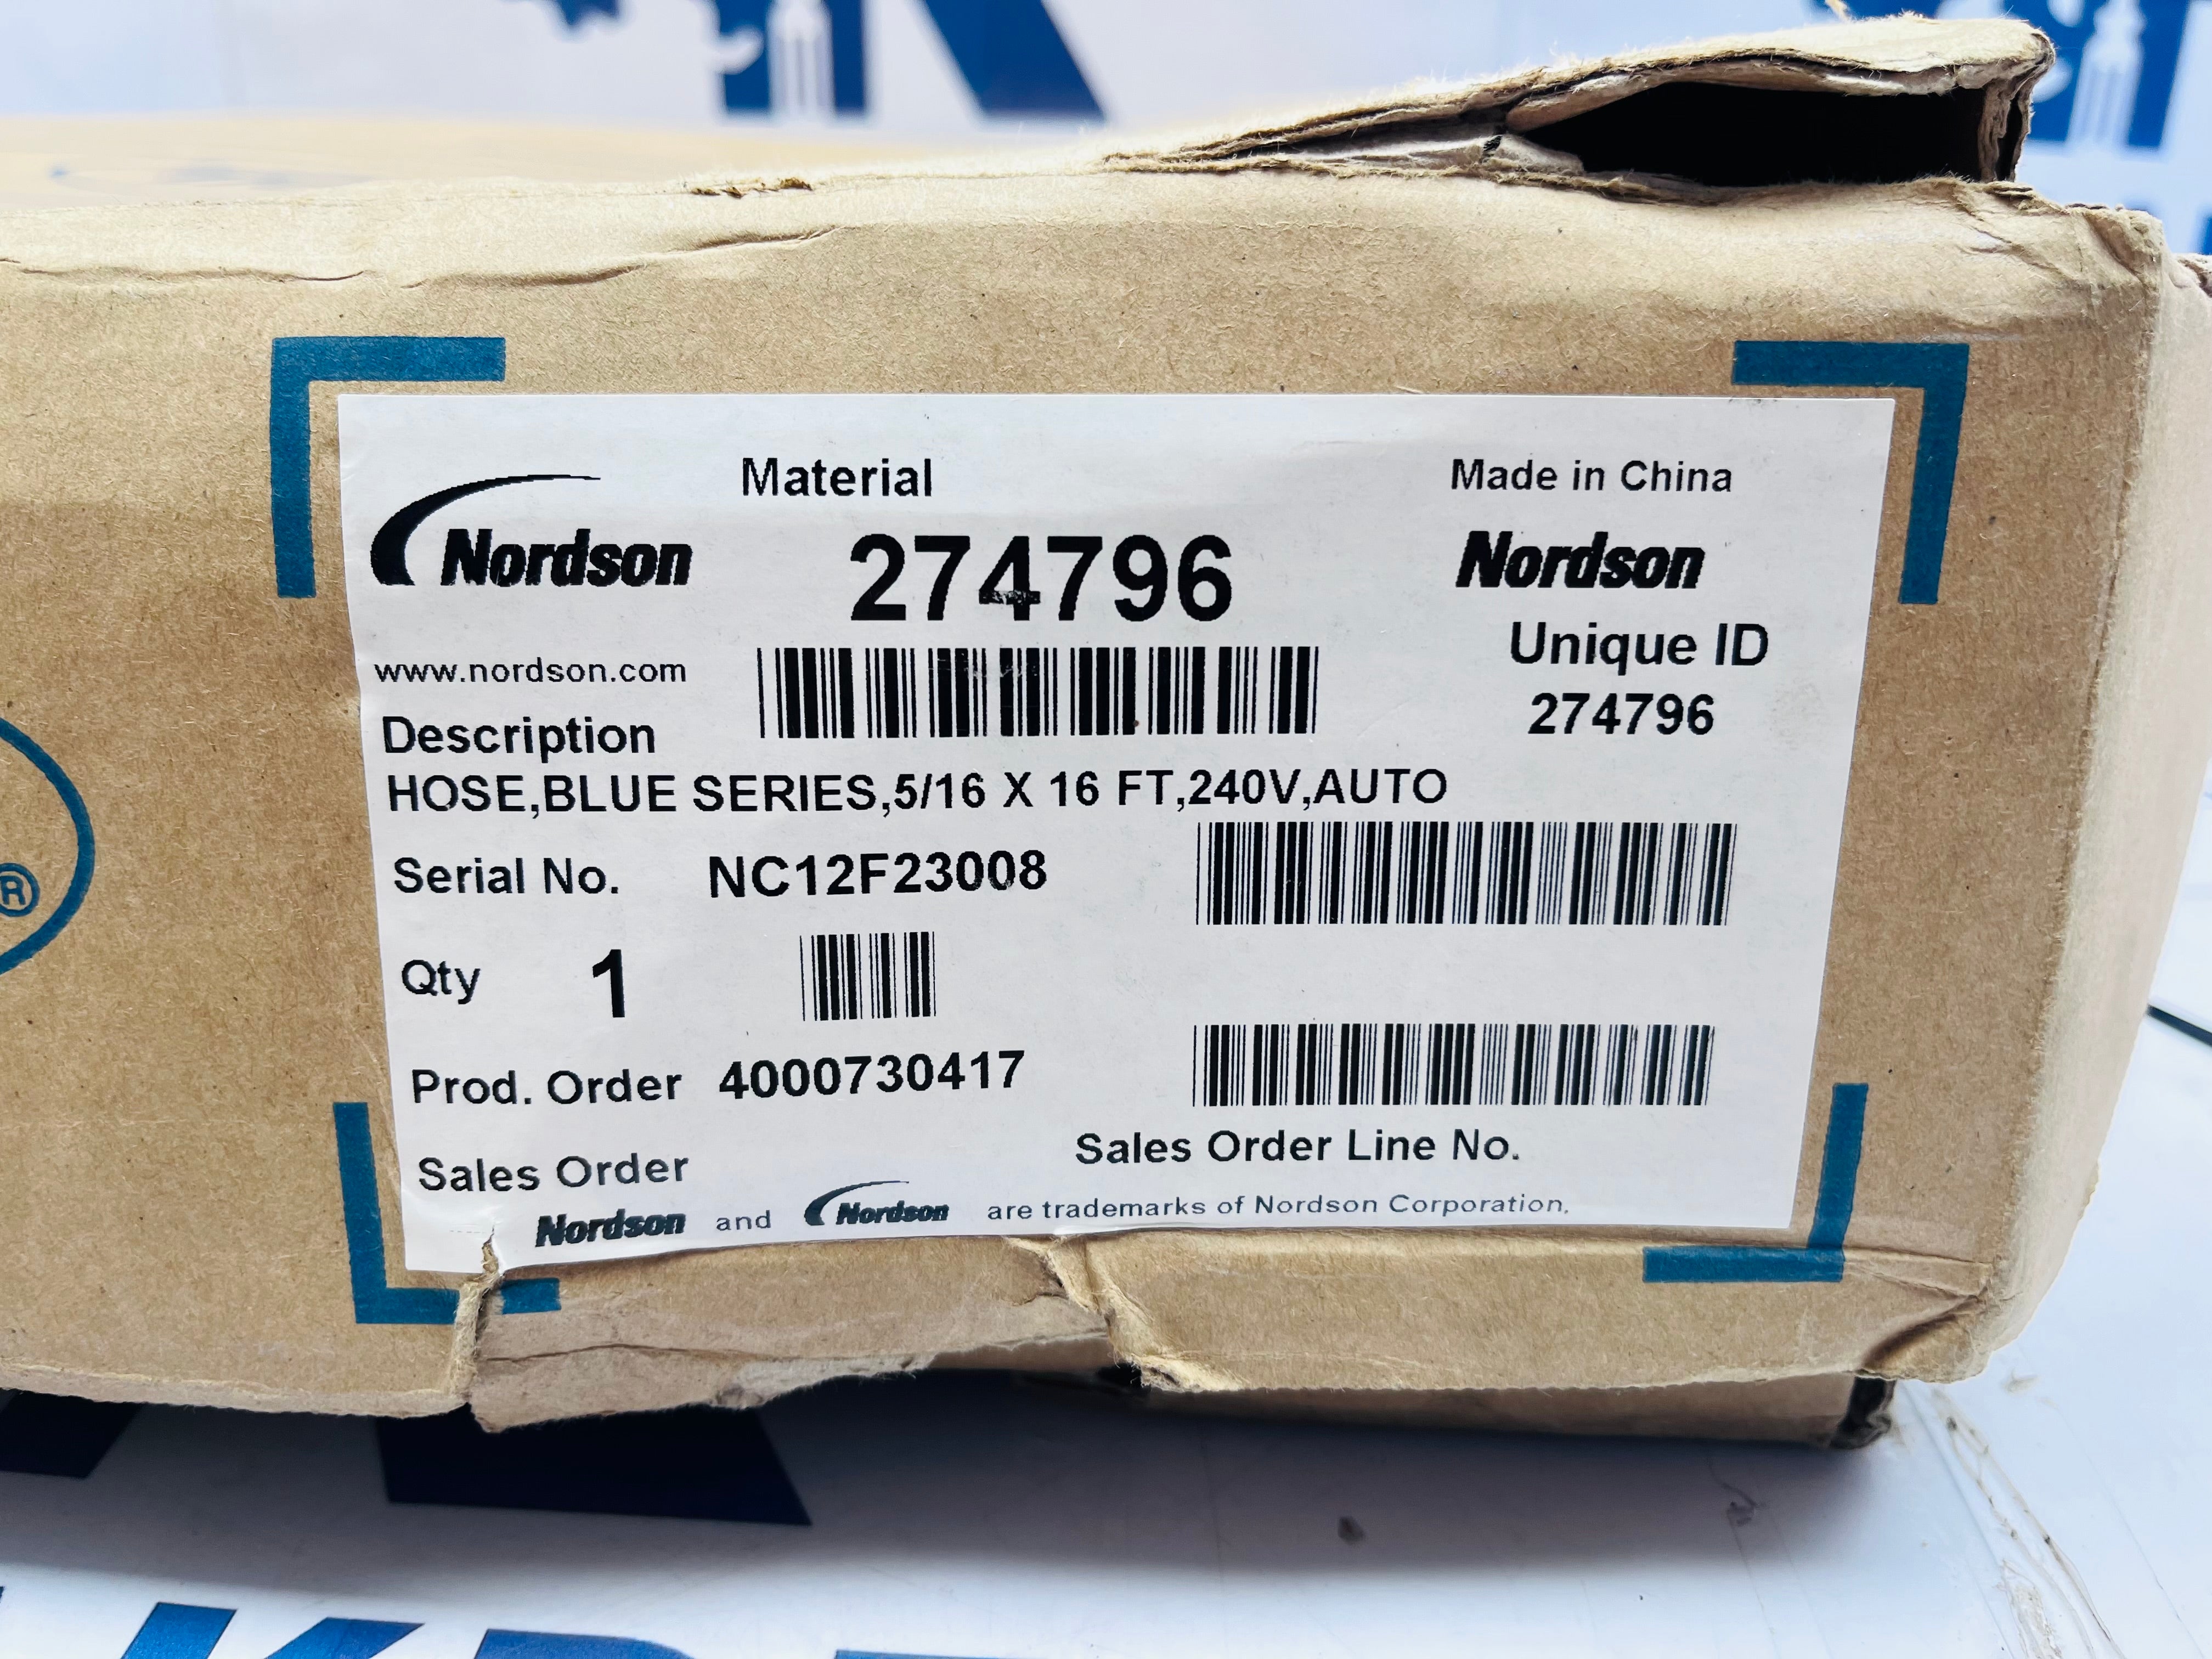 Material
Made in China
Nordson
274796
Nordson
Unique ID
274796
www.nordson.com
Description
HOSE,BLUE SERIES,5/16 X 16 FT,240V,AUTO
Serial No. NC12F23008
Qty 1
Prod. Order 4000730417
Sales Order Line No.
Sales Order
Nordson and Nordson are trademarks of Nordson Corporation.
®